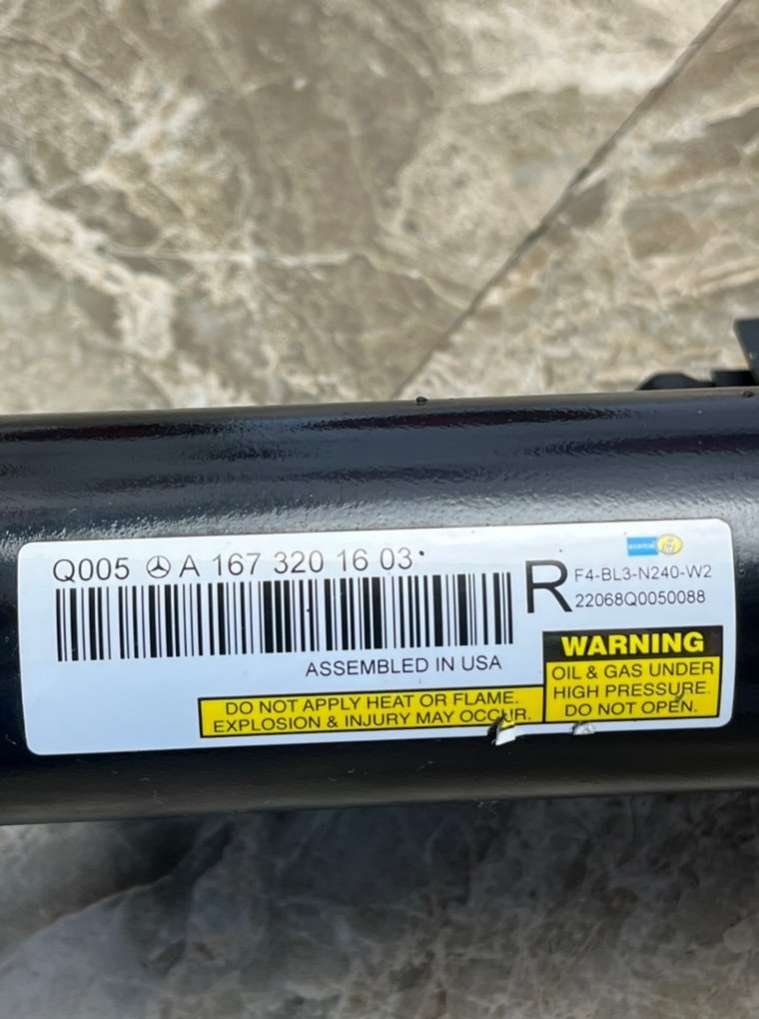 Q005 A 167 320 16 03
R
F4-BL3-N240-W2
22068Q0050088
ASSEMBLED IN USA
WARNING
OIL & GAS UNDER
HIGH PRESSURE.
DO NOT OPEN.
DO NOT APPLY HEAT OR FLAME.
EXPLOSION & INJURY MAY OCCUR.